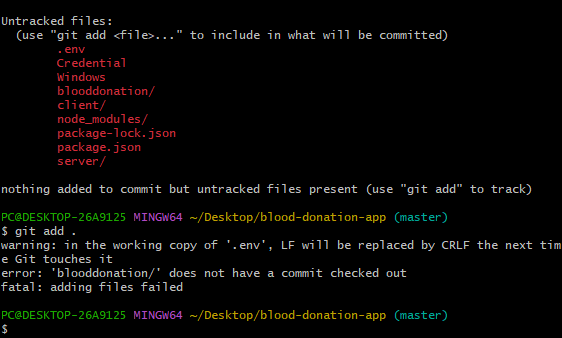 Untracked files:
(use "git add <file>..." to include in what will be committed)
.env
Credential
Windows
blooddonation/
client/
node_modules/
package-lock.json
package.json
server/
nothing added to commit but untracked files present (use "git add" to track)
PC@DESKTOP-26A9125 MINGW64 ~/Desktop/blood-donation-app (master)
$ git add .
warning: in the working copy of '.env', LF will be replaced by CRLF the next tim
e Git touches it
error: 'blooddonation/' does not have a commit checked out
fatal: adding files failed
PC@DESKTOP-26A9125 MINGW64 ~/Desktop/blood-donation-app (master)
$